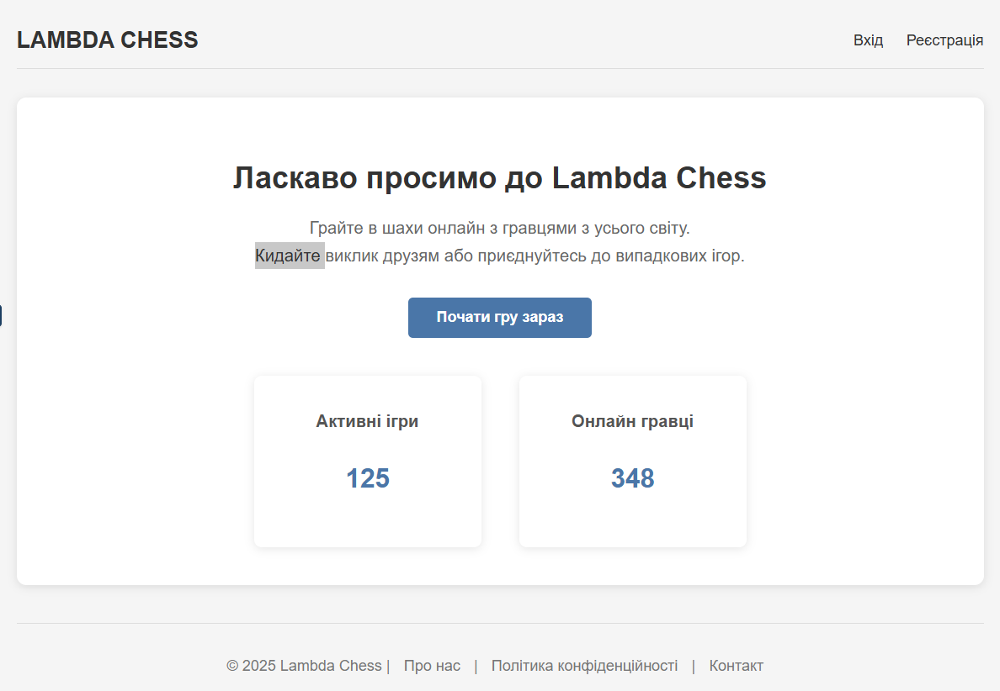 LAMBDA CHESS
Вхід Реєстрація
Ласкаво просимо до Lambda Chess
Грайте в шахи онлайн з гравцями з усього світу.
Кидайте виклик друзям або приєднуйтесь до випадкових ігор.
Почати гру зараз
Активні ігри
125
Онлайн гравці
348
© 2025 Lambda Chess | Про нас | Політика конфіденційності | Контакт